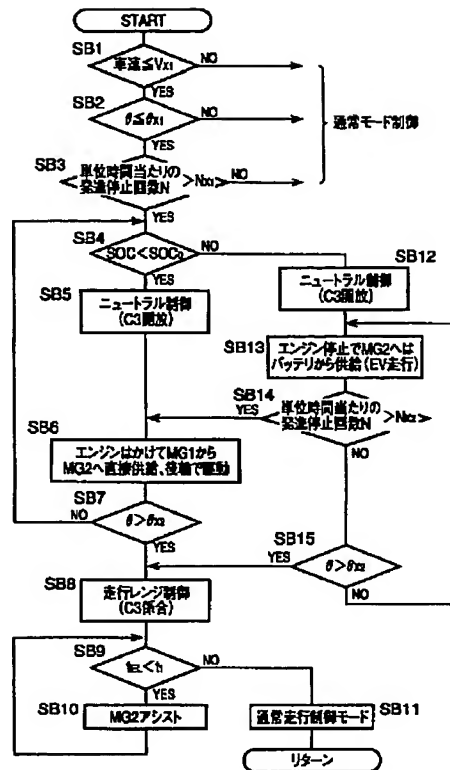 START
SB1
車速≦Vx1
NO
YES
SB2
θ≦θx1
NO
YES
通常モード制御
SB3
単位時間当たりの
発進停止回数N
>Nx1
NO
YES
SB4
SOC<SOC2
NO
YES
SB5
ニュートラル制御
(C3開放)
SB12
ニュートラル制御
(C3開放)
SB13
エンジン停止でMG2へは
バッテリから供給(EV走行)
SB14
YES
単位時間当たりの
発進停止回数N
>Nx2
NO
SB6
エンジンはかけてMG1から
MG2へ直接供給、後輪で駆動
SB7
NO
θ>θx2
YES
SB15
YES
θ>θx2
NO
SB8
走行レンジ制御
(C3係合)
SB9
<t1
NO
YES
SB10
MG2アシスト
通常走行制御モード
SB11
リターン